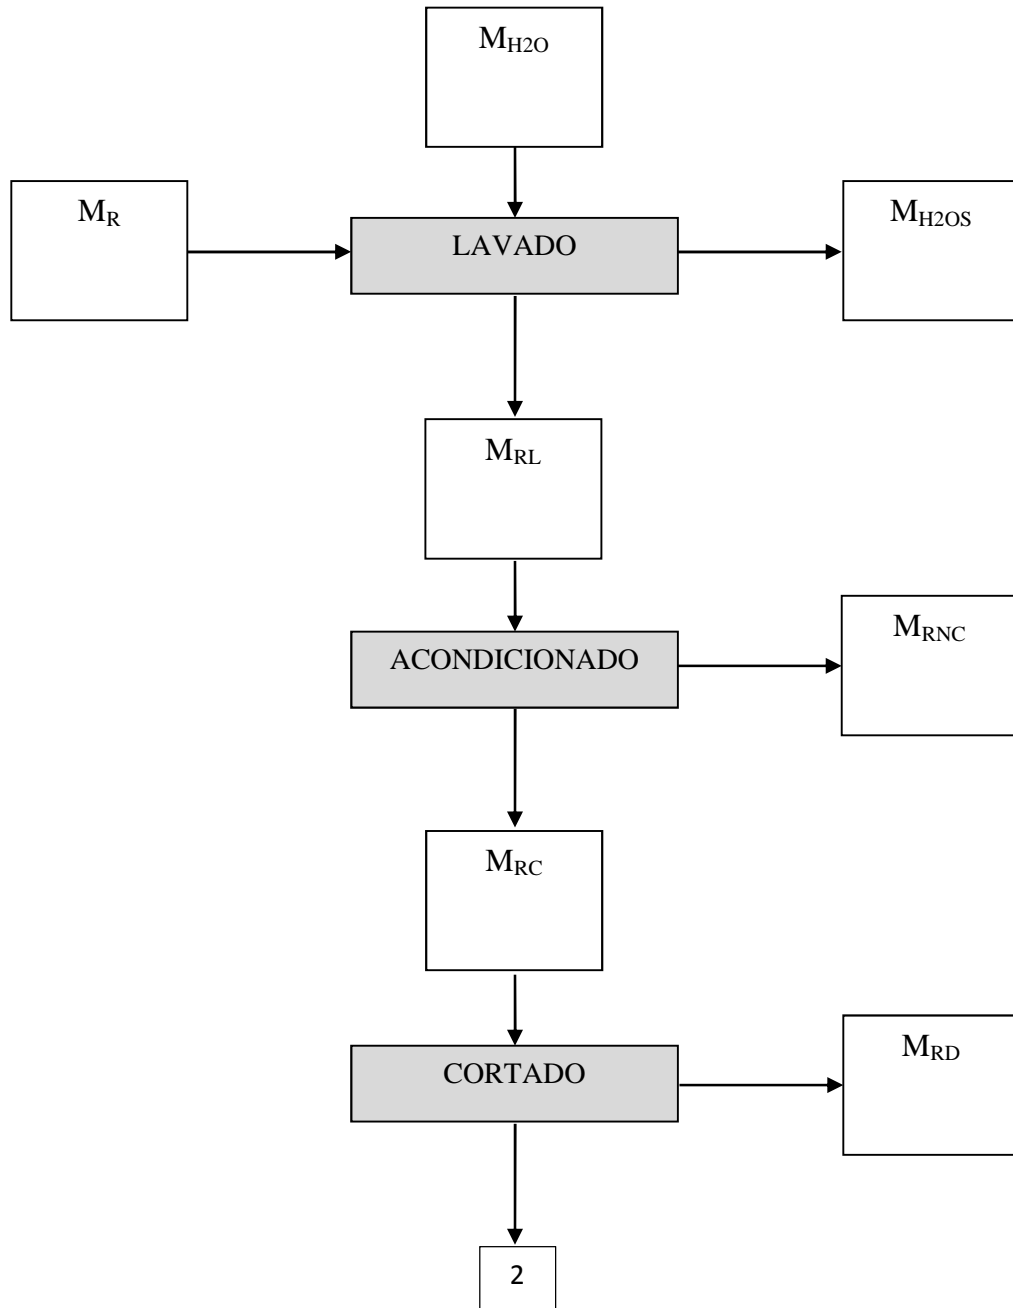 M_H2O
M_R
LAVADO
M_H2OS
M_RL
ACONDICIONADO
M_RNC
M_RC
CORTADO
M_RD
2